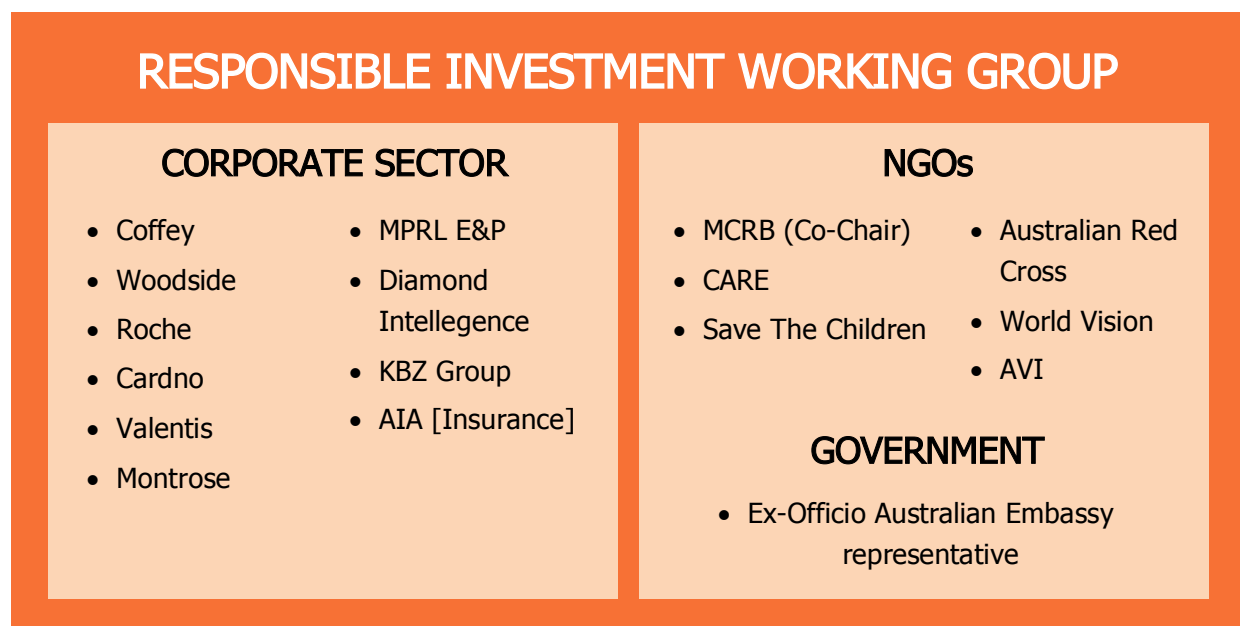 RESPONSIBLE INVESTMENT WORKING GROUP
CORPORATE SECTOR
• Coffey
• Woodside
• Roche
• Cardno
• Valentis
• Montrose
• MPRL E&P
• Diamond
Intellegence
• KBZ Group
• AIA [Insurance]
NGOs
• MCRB (Co-Chair)
• CARE
• Save The Children
• Australian Red
Cross
• World Vision
• AVI
GOVERNMENT
• Ex-Officio Australian Embassy
representative